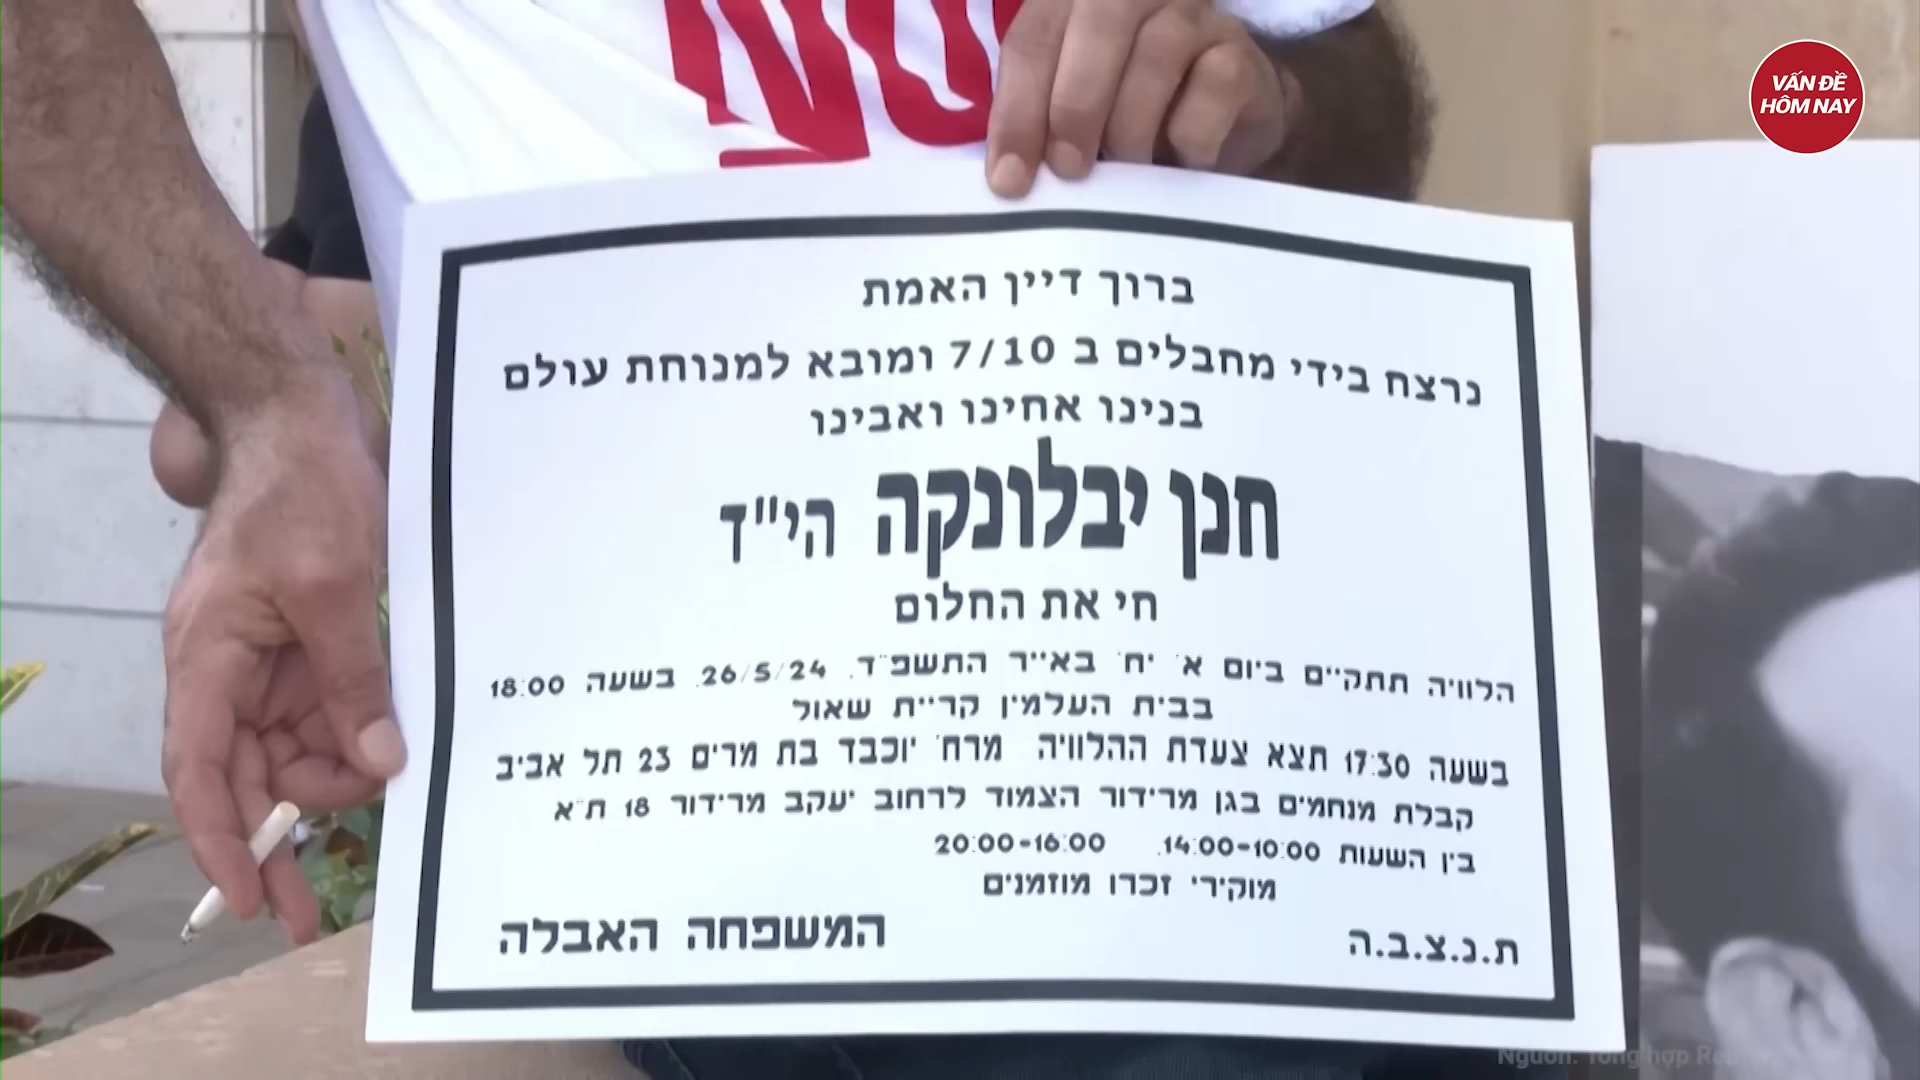 NO
VẤN ĐỀ
HÔM NAY
ברוך דיין האמת
נרצח בידי מחבלים ב 7/10 ומובא למנוחת עולם
בנינו אחינו ואבינו
חנן יבלונקה הי"ד
חי את החלום
הלוויה תתקיים ביום א' יח' באייר התשפ"ד, 26/5/24, בשעה 18:00
בבית העלמין קריית שאול
בשעה 17:30 תצא צעדת ההלוויה מרח' יוכבד בת מרים 23 תל אביב
קבלת מנחמים בגן מרידור הצמוד לרחוב יעקב מרידור 18 ת"א
בין השעות 14:00-10:00, 20:00-16:00
מוקירי זכרו מוזמנים
ת.נ.צ.ב.ה
המשפחה האבלה
Nguồn: Tổng hợp